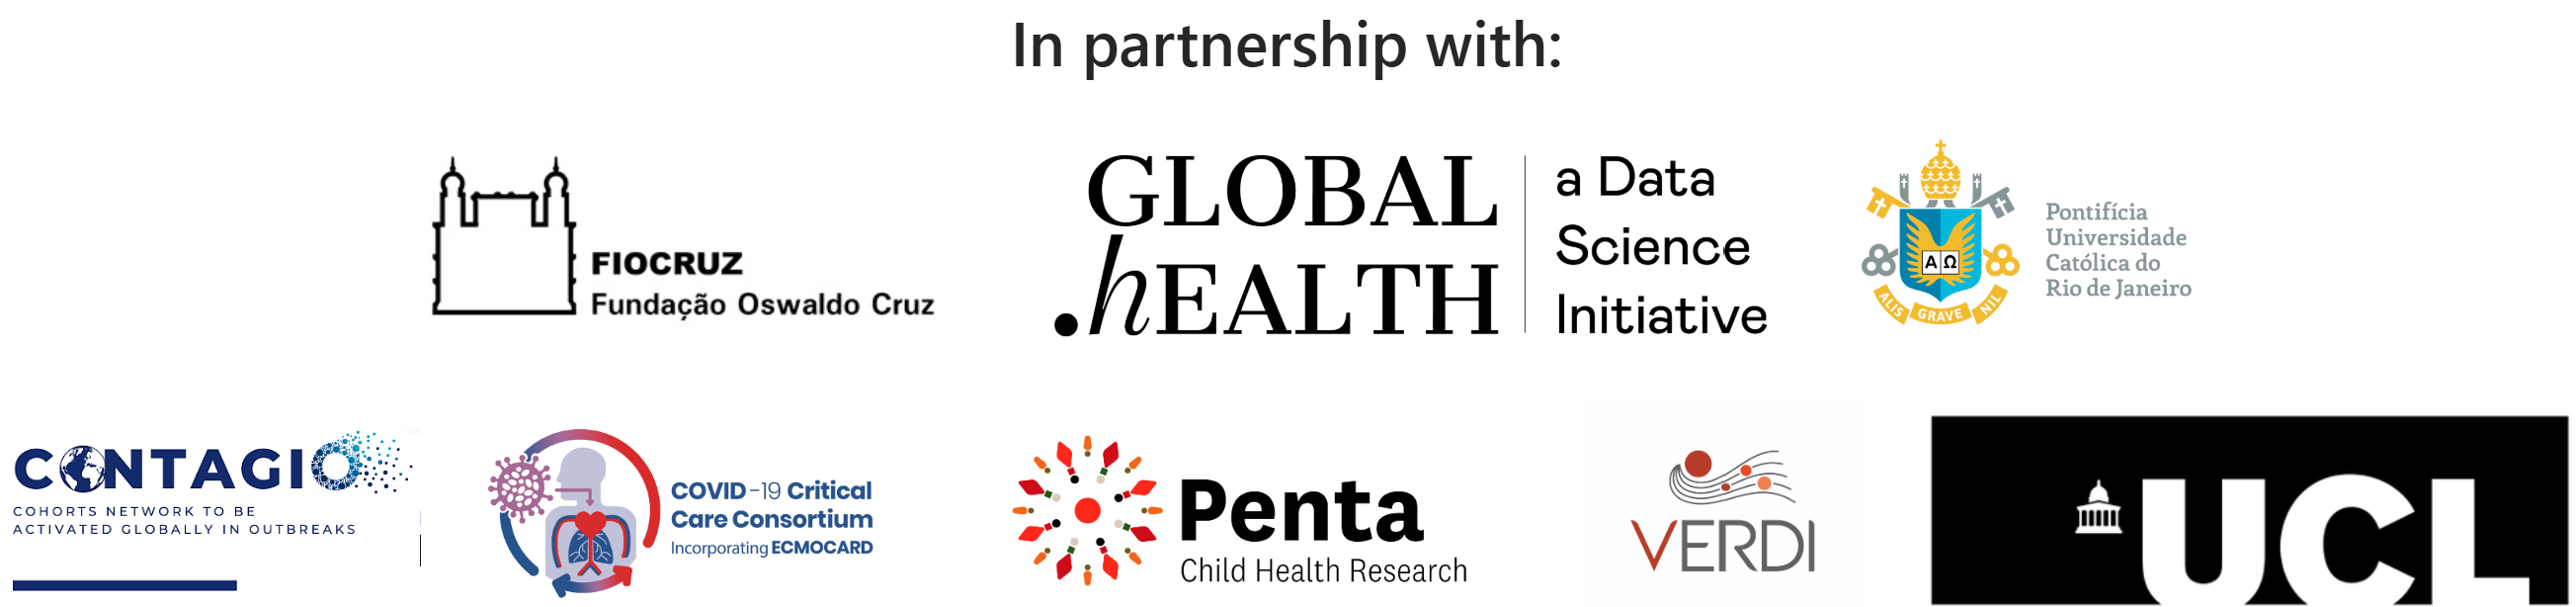 In partnership with:
FIOCRUZ
Fundação Oswaldo Cruz
GLOBAL
.hEALTH
a Data
Science
Initiative
ΑΩ
ALIS GRAVE NIL
Pontifícia
Universidade
Católica do
Rio de Janeiro
CONTAGIO
COHORTS NETWORK TO BE
ACTIVATED GLOBALLY IN OUTBREAKS
COVID-19 Critical
Care Consortium
Incorporating ECMOCARD
Penta
Child Health Research
VERDI
UCL